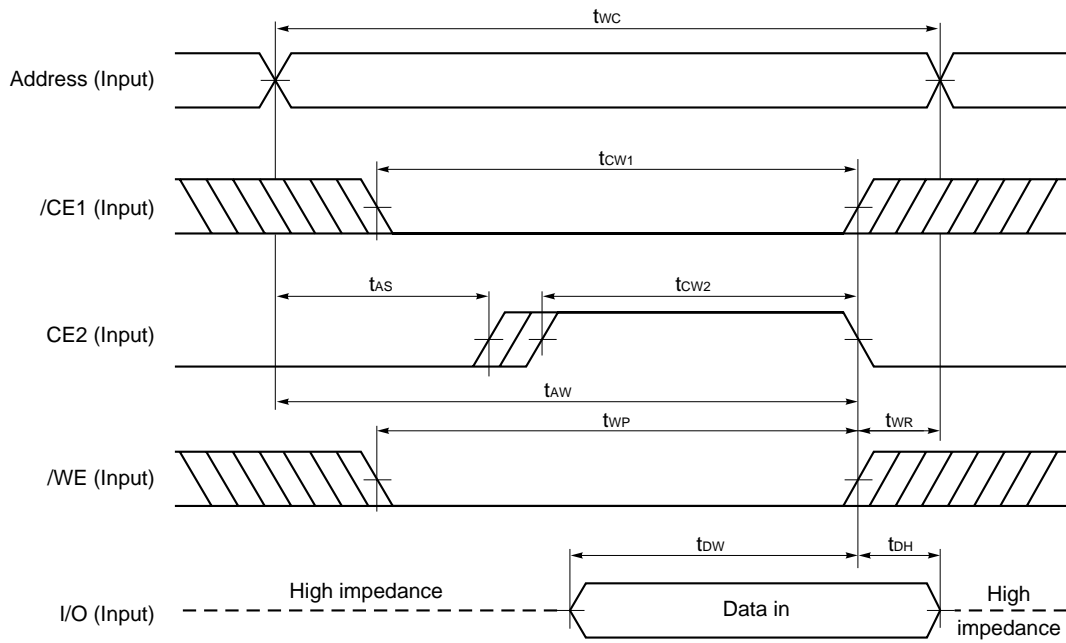 tWC
Address (Input)
tCW1
/CE1 (Input)
tAS
tCW2
CE2 (Input)
tAW
tWP
tWR
/WE (Input)
tDW
tDH
I/O (Input)
High impedance
Data in
High
impedance